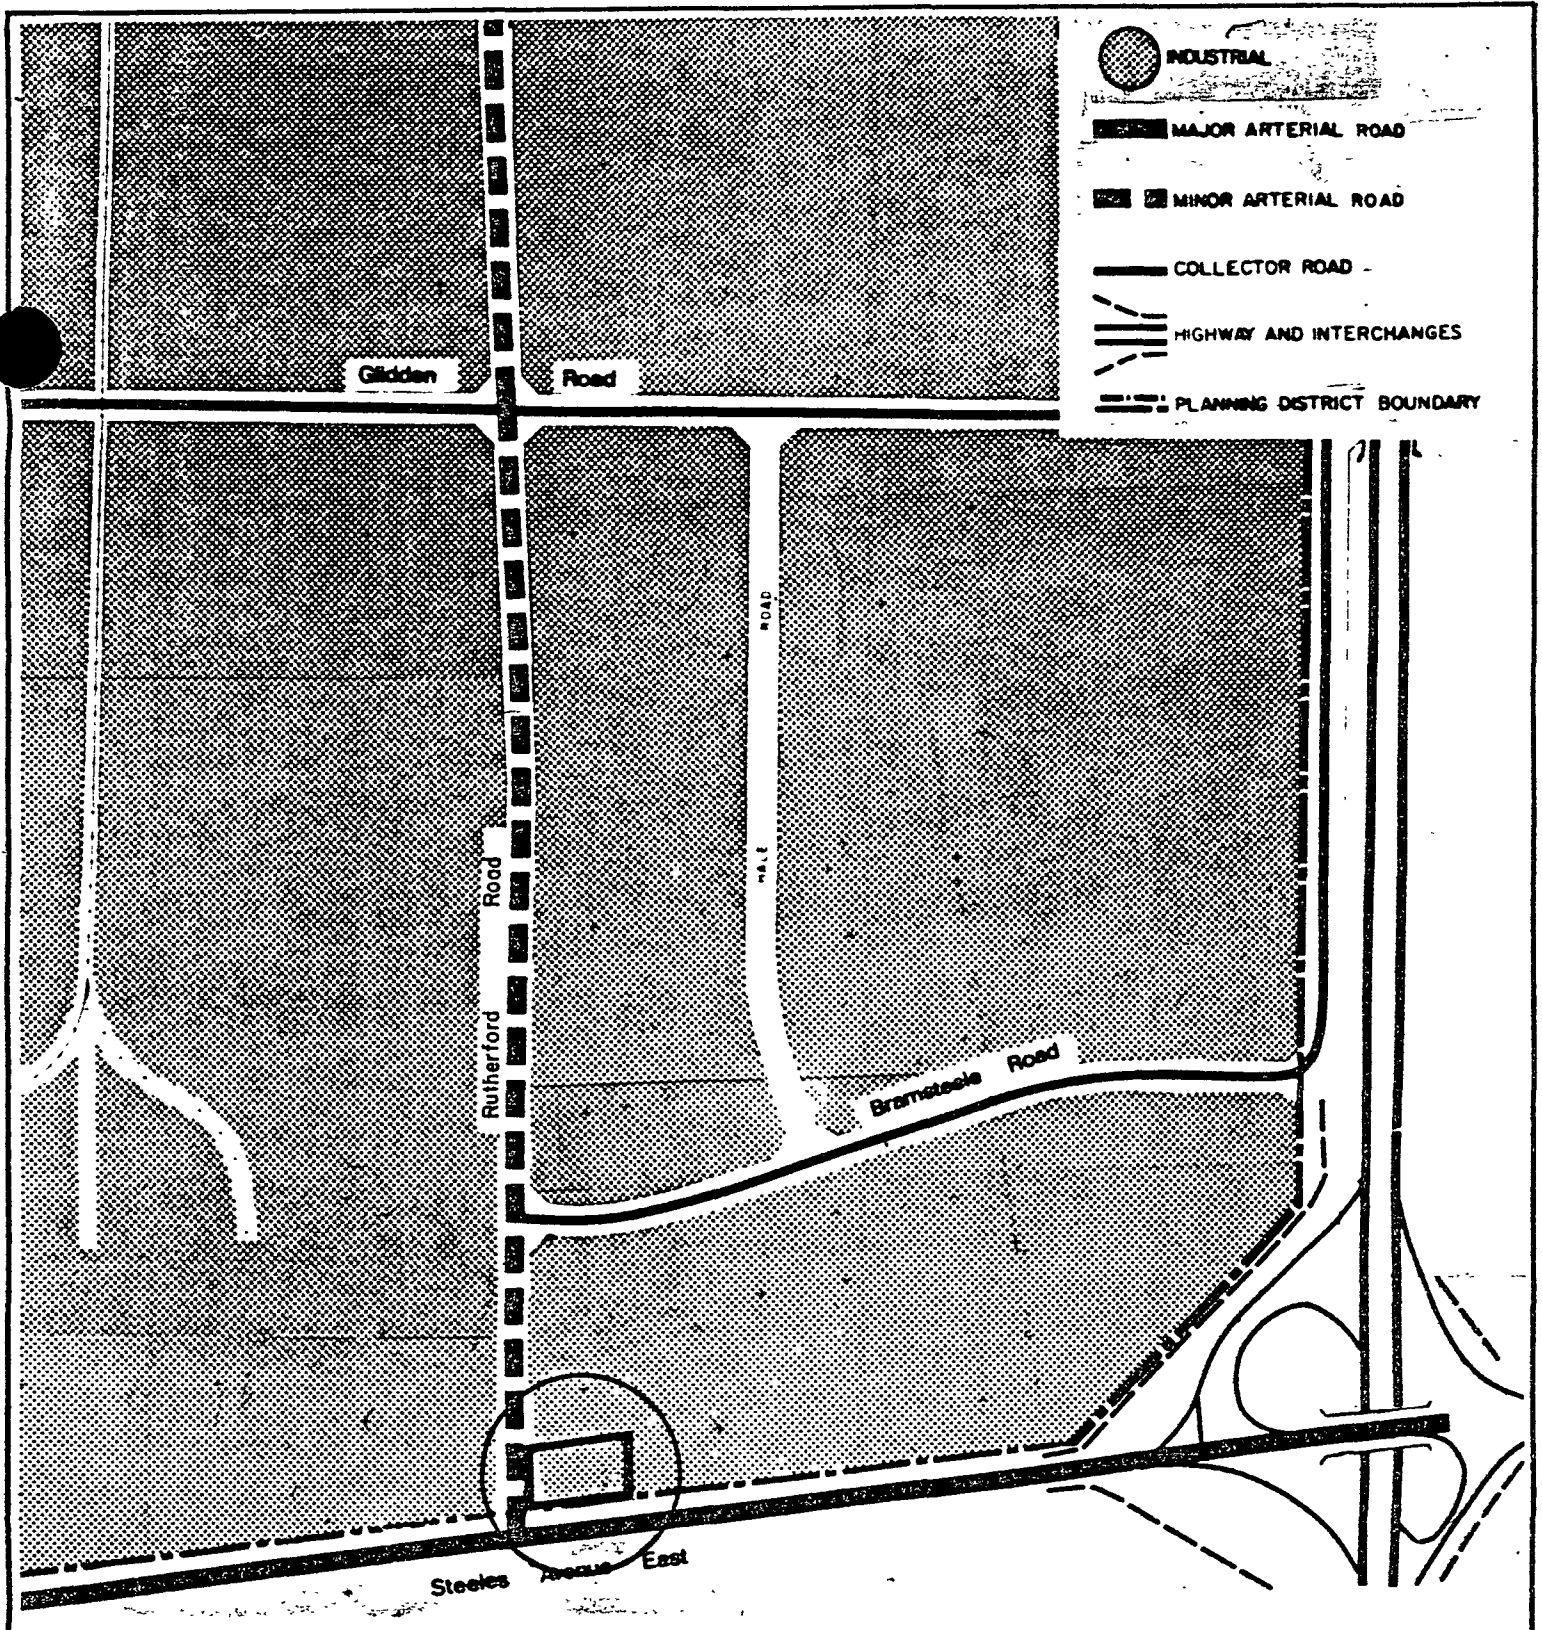 INDUSTRIAL
MAJOR ARTERIAL ROAD
MINOR ARTERIAL ROAD
COLLECTOR ROAD
HIGHWAY AND INTERCHANGES
PLANNING DISTRICT BOUNDARY
Glidden Road
ROAD
HALE
Rutherford Road
Bramsteele Road
Steeles Avenue East